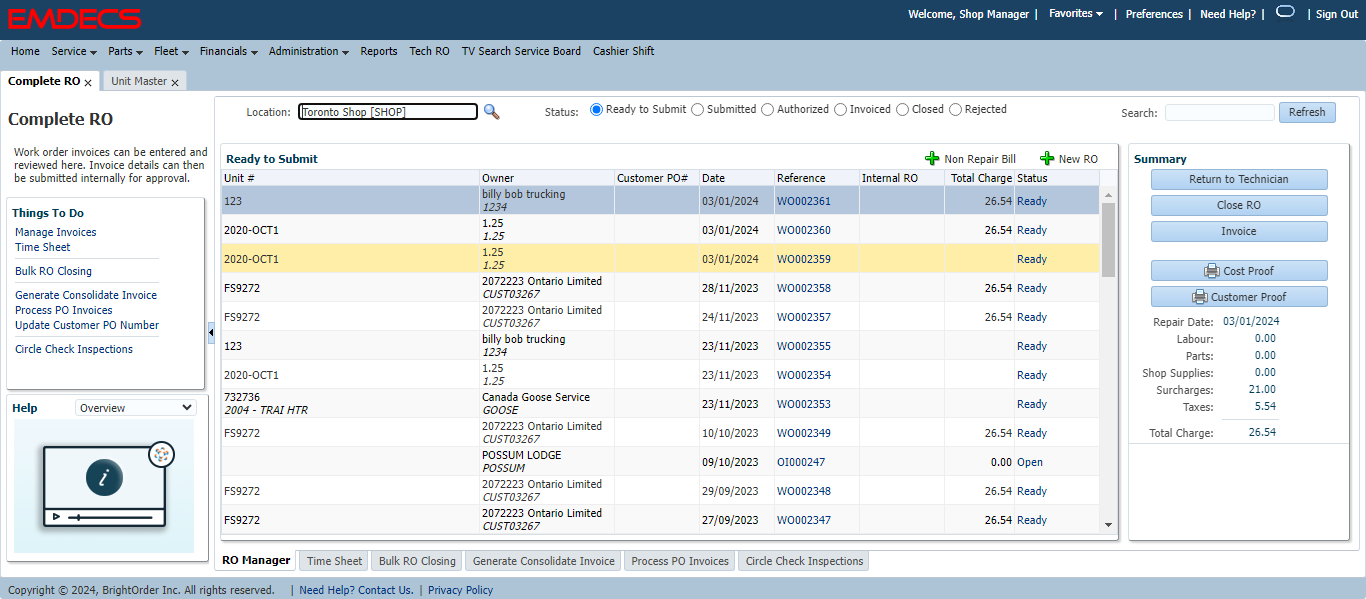 EMDECS
Welcome, Shop Manager | Favorites | Preferences | Need Help? | | Sign Out
Home Service Parts Fleet Financials Administration Reports Tech RO TV Search Service Board Cashier Shift
Complete RO x Unit Master x
Complete RO
Work order invoices can be entered and
reviewed here. Invoice details can then
be submitted internally for approval.
Things To Do
Manage Invoices
Time Sheet
Bulk RO Closing
Generate Consolidate Invoice
Process PO Invoices
Update Customer PO Number
Circle Check Inspections
Help Overview
i
Location: Toronto Shop [SHOP] Status: Ready to Submit Submitted Authorized Invoiced Closed Rejected Search: Refresh
Ready to Submit Non Repair Bill New RO
Unit # Owner Customer PO# Date Reference Internal RO Total Charge Status
123 billy bob trucking 03/01/2024 WO002361 26.54 Ready
1234
2020-OCT1 1.25 03/01/2024 WO002360 26.54 Ready
1.25
2020-OCT1 1.25 03/01/2024 WO002359 Ready
1.25
FS9272 2072223 Ontario Limited 28/11/2023 WO002358 26.54 Ready
CUST03267
FS9272 2072223 Ontario Limited 24/11/2023 WO002357 26.54 Ready
CUST03267
123 billy bob trucking 23/11/2023 WO002355 Ready
1234
2020-OCT1 1.25 23/11/2023 WO002354 Ready
1.25
732736 Canada Goose Service 23/11/2023 WO002353 Ready
2004 - TRAI HTR GOOSE
FS9272 2072223 Ontario Limited 10/10/2023 WO002349 26.54 Ready
CUST03267
POSSUM LODGE 09/10/2023 OI000247 0.00 Open
POSSUM
FS9272 2072223 Ontario Limited 29/09/2023 WO002348 26.54 Ready
CUST03267
FS9272 2072223 Ontario Limited 27/09/2023 WO002347 26.54 Ready
CUST03267
Summary
Return to Technician
Close RO
Invoice
Cost Proof
Customer Proof
Repair Date: 03/01/2024
Labour: 0.00
Parts: 0.00
Shop Supplies: 0.00
Surcharges: 21.00
Taxes: 5.54
Total Charge: 26.54
RO Manager Time Sheet Bulk RO Closing Generate Consolidate Invoice Process PO Invoices Circle Check Inspections
Copyright © 2024, BrightOrder Inc. All rights reserved. | Need Help? Contact Us. | Privacy Policy